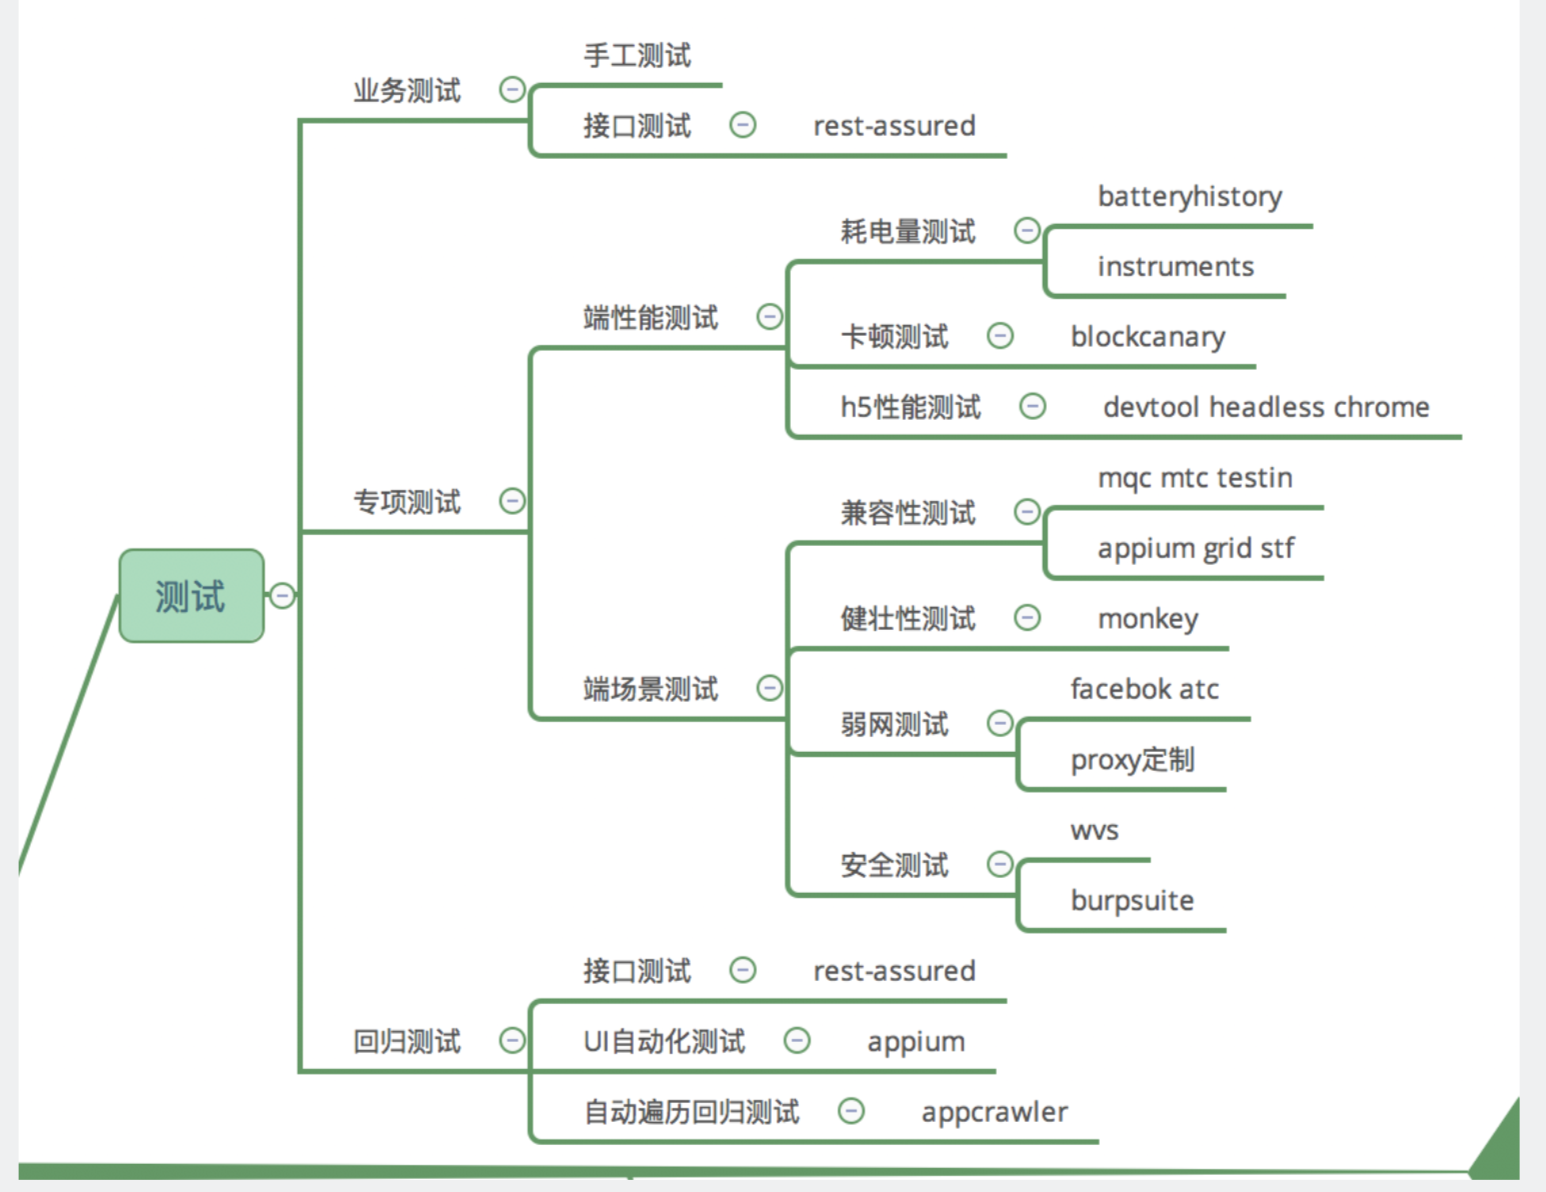 手工测试
业务测试
接口测试 rest-assured
batteryhistory
耗电量测试
instruments
端性能测试
卡顿测试 blockcanary
h5性能测试 devtool headless chrome
mqc mtc testin
专项测试
兼容性测试
appium grid stf
测试
健壮性测试 monkey
端场景测试
facebok atc
弱网测试
proxy定制
wvs
安全测试
burpsuite
接口测试 rest-assured
回归测试
UI自动化测试 appium
自动遍历回归测试 appcrawler